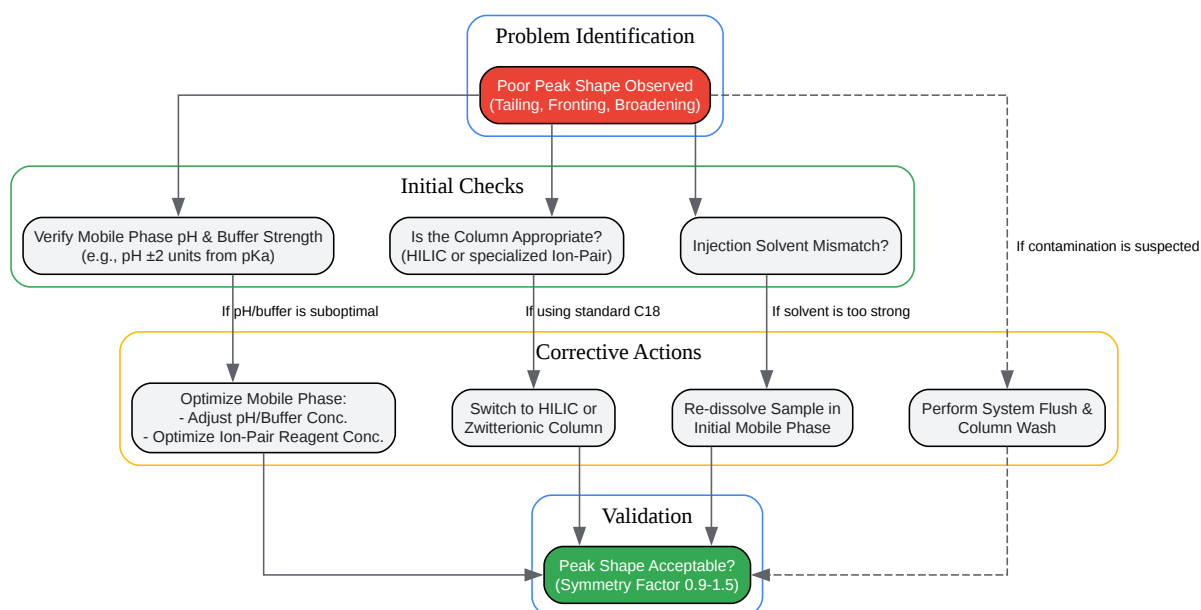 Problem Identification
Poor Peak Shape Observed
(Tailing, Fronting, Broadening)
Initial Checks
Verify Mobile Phase pH & Buffer Strength
(e.g., pH ±2 units from pKa)
Is the Column Appropriate?
(HILIC or specialized Ion-Pair)
Injection Solvent Mismatch?
If contamination is suspected
If pH/buffer is suboptimal
If using standard C18
If solvent is too strong
Corrective Actions
Optimize Mobile Phase:
- Adjust pH/Buffer Conc.
- Optimize Ion-Pair Reagent Conc.
Switch to HILIC or
Zwitterionic Column
Re-dissolve Sample in
Initial Mobile Phase
Perform System Flush &
Column Wash
Validation
Peak Shape Acceptable?
(Symmetry Factor 0.9-1.5)